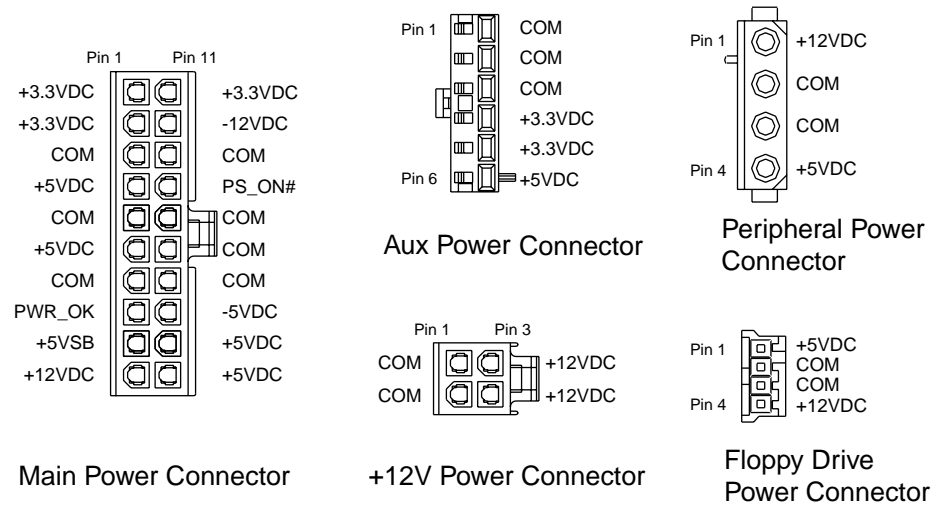 Pin 1 Pin 11
+3.3VDC +3.3VDC
+3.3VDC -12VDC
COM COM
+5VDC PS_ON#
COM COM
+5VDC COM
COM COM
PWR_OK -5VDC
+5VSB +5VDC
+12VDC +5VDC
Main Power Connector
Pin 1 COM
COM
COM
+3.3VDC
+3.3VDC
Pin 6 +5VDC
Aux Power Connector
Pin 1 +12VDC
COM
COM
Pin 4 +5VDC
Peripheral Power
Connector
Pin 1 Pin 3
COM +12VDC
COM +12VDC
+12V Power Connector
Pin 1 +5VDC
COM
COM
Pin 4 +12VDC
Floppy Drive
Power Connector